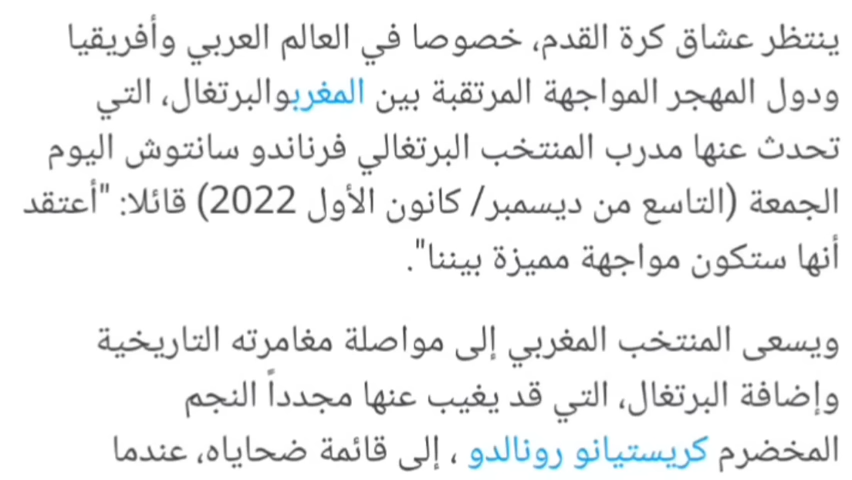 ينتظر عشاق كرة القدم، خصوصا في العالم العربي وأفريقيا
ودول المهجر المواجهة المرتقبة بين المغربوالبرتغال، التي
تحدث عنها مدرب المنتخب البرتغالي فرناندو سانتوش اليوم
الجمعة (التاسع من ديسمبر/ كانون الأول 2022) قائلا: "أعتقد
أنها ستكون مواجهة مميزة بيننا".
ويسعى المنتخب المغربي إلى مواصلة مغامرته التاريخية
وإضافة البرتغال، التي قد يغيب عنها مجدداً النجم
المخضرم كريستيانو رونالدو ، إلى قائمة ضحاياه، عندما